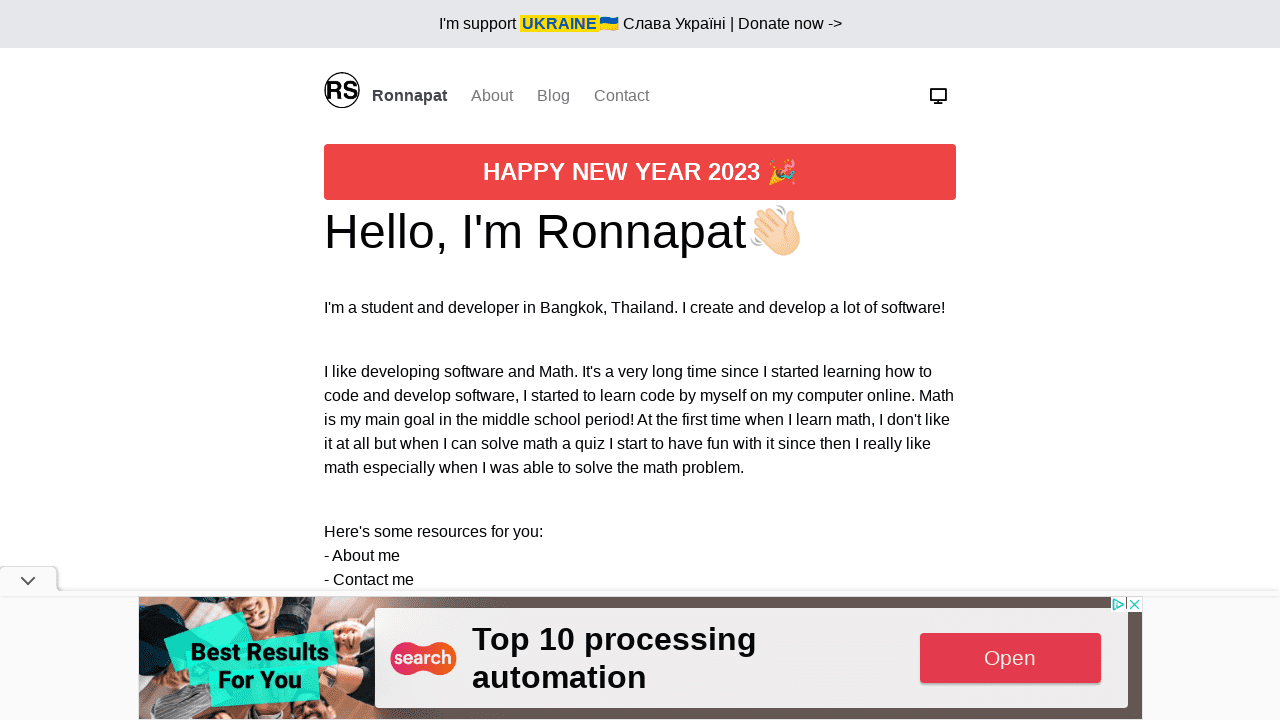 I'm support UKRAINE🇺🇦 Слава Україні | Donate now ->
RS
Ronnapat About Blog Contact
HAPPY NEW YEAR 2023 🎉
Hello, I'm Ronnapat👋🏻
I'm a student and developer in Bangkok, Thailand. I create and develop a lot of software!
I like developing software and Math. It's a very long time since I started learning how to
code and develop software, I started to learn code by myself on my computer online. Math
is my main goal in the middle school period! At the first time when I learn math, I don't like
it at all but when I can solve math a quiz I start to have fun with it since then I really like
math especially when I was able to solve the math problem.
Here's some resources for you:
- About me
- Contact me
Best Results
For You
search
Top 10 processing
automation
Open